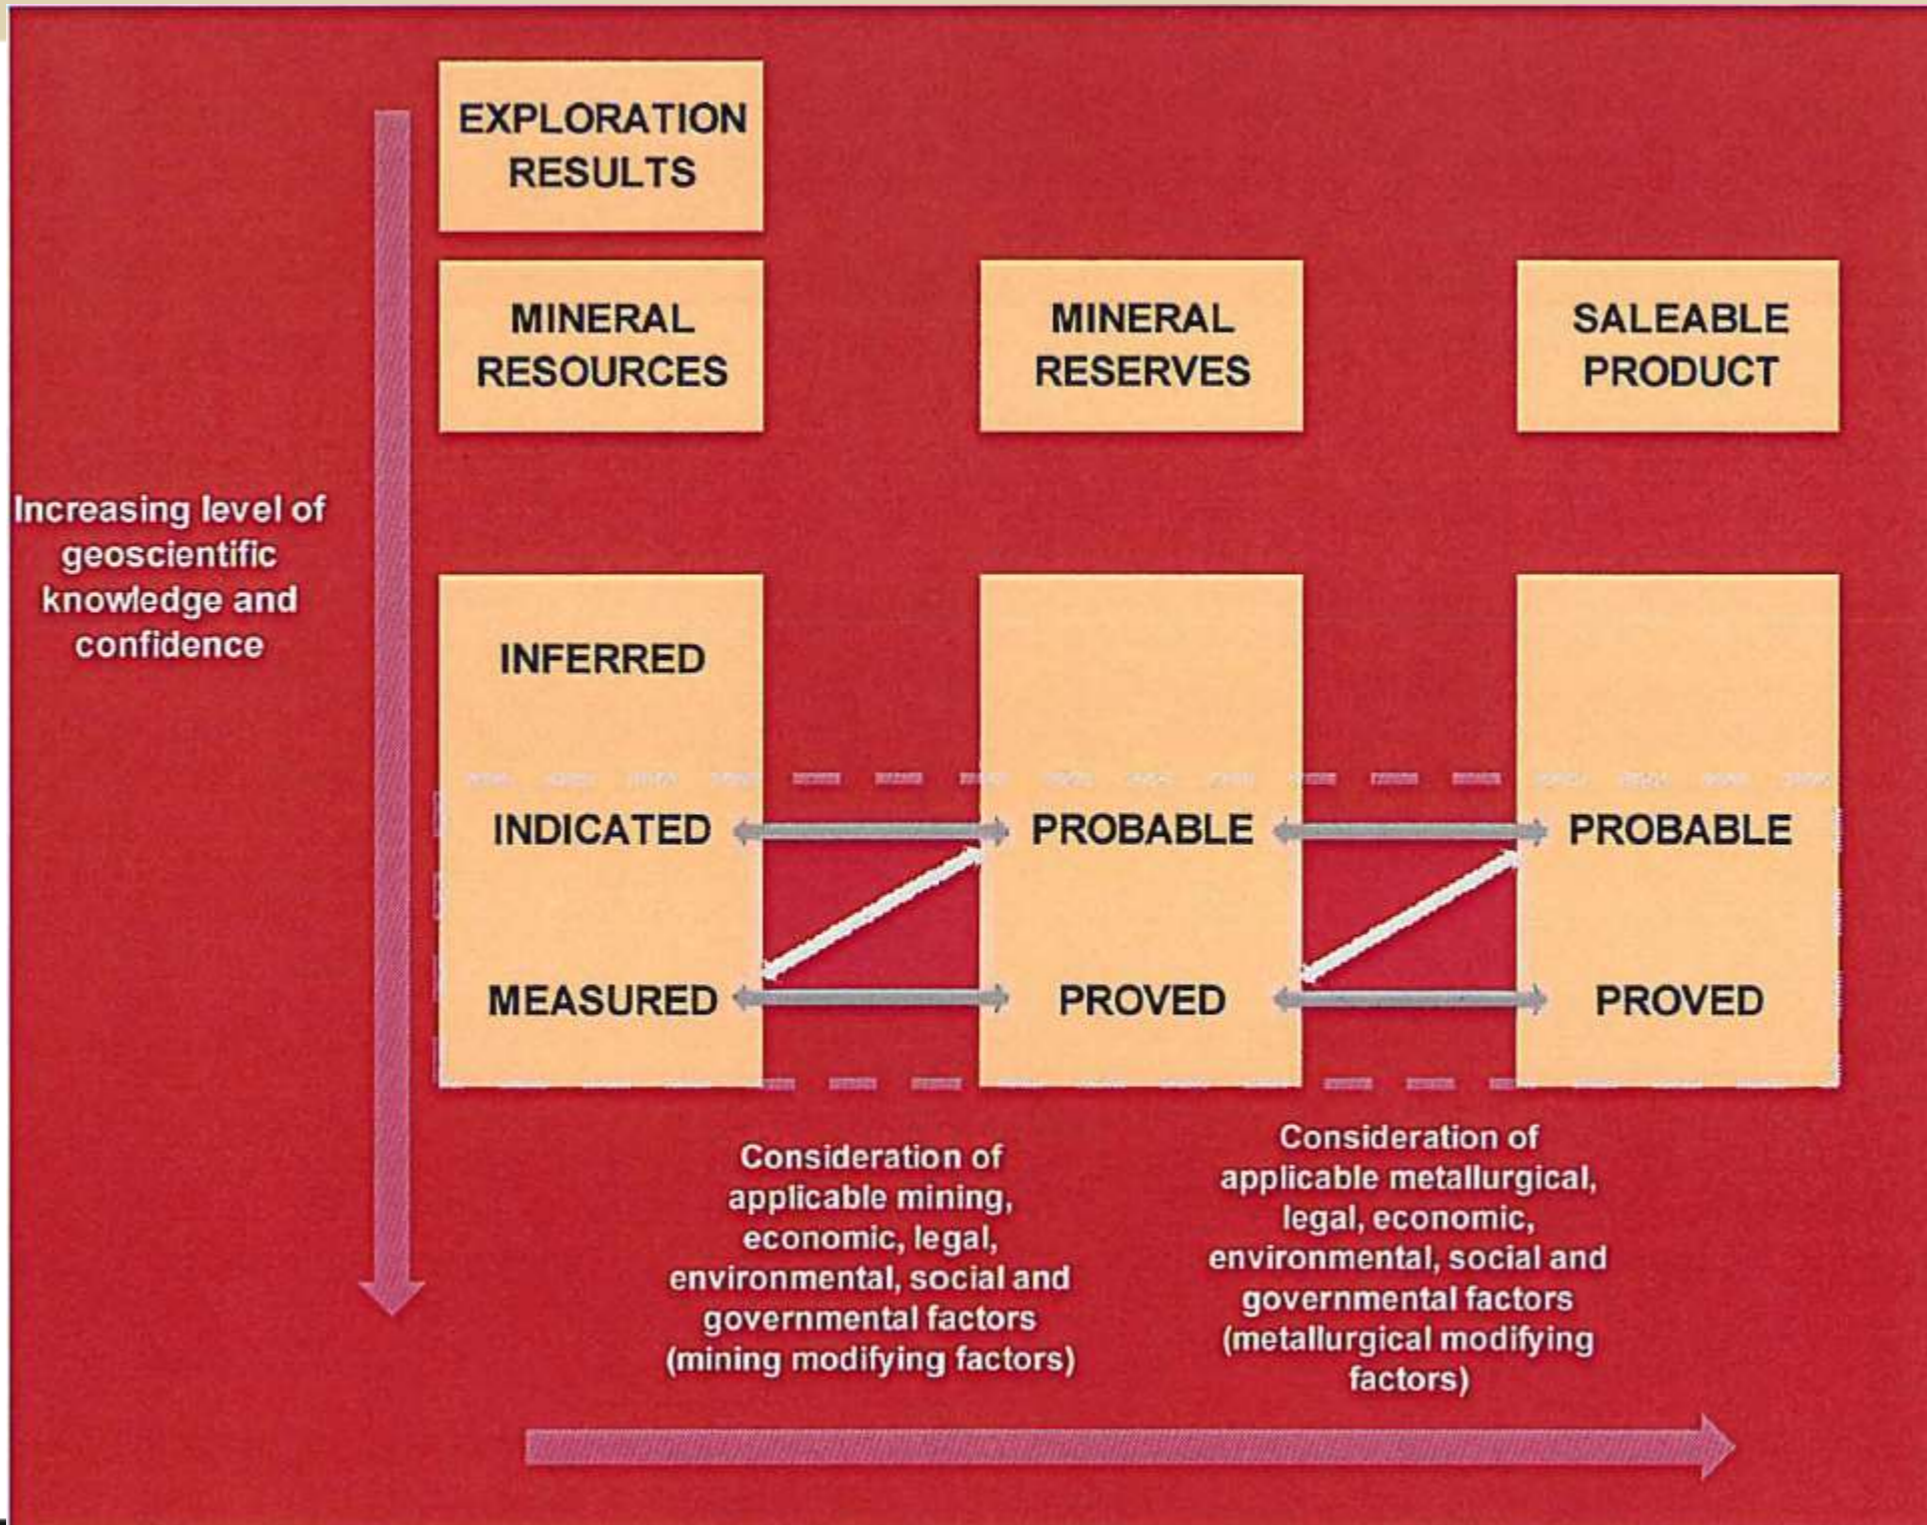 EXPLORATION
RESULTS
MINERAL
RESOURCES
MINERAL
RESERVES
SALEABLE
PRODUCT
Increasing level of
geoscientific
knowledge and
confidence
INFERRED
INDICATED
PROBABLE
PROBABLE
MEASURED
PROVED
PROVED
Consideration of
applicable mining,
economic, legal,
environmental, social and
governmental factors
(mining modifying factors)
Consideration of
applicable metallurgical,
legal, economic,
environmental, social and
governmental factors
(metallurgical modifying
factors)